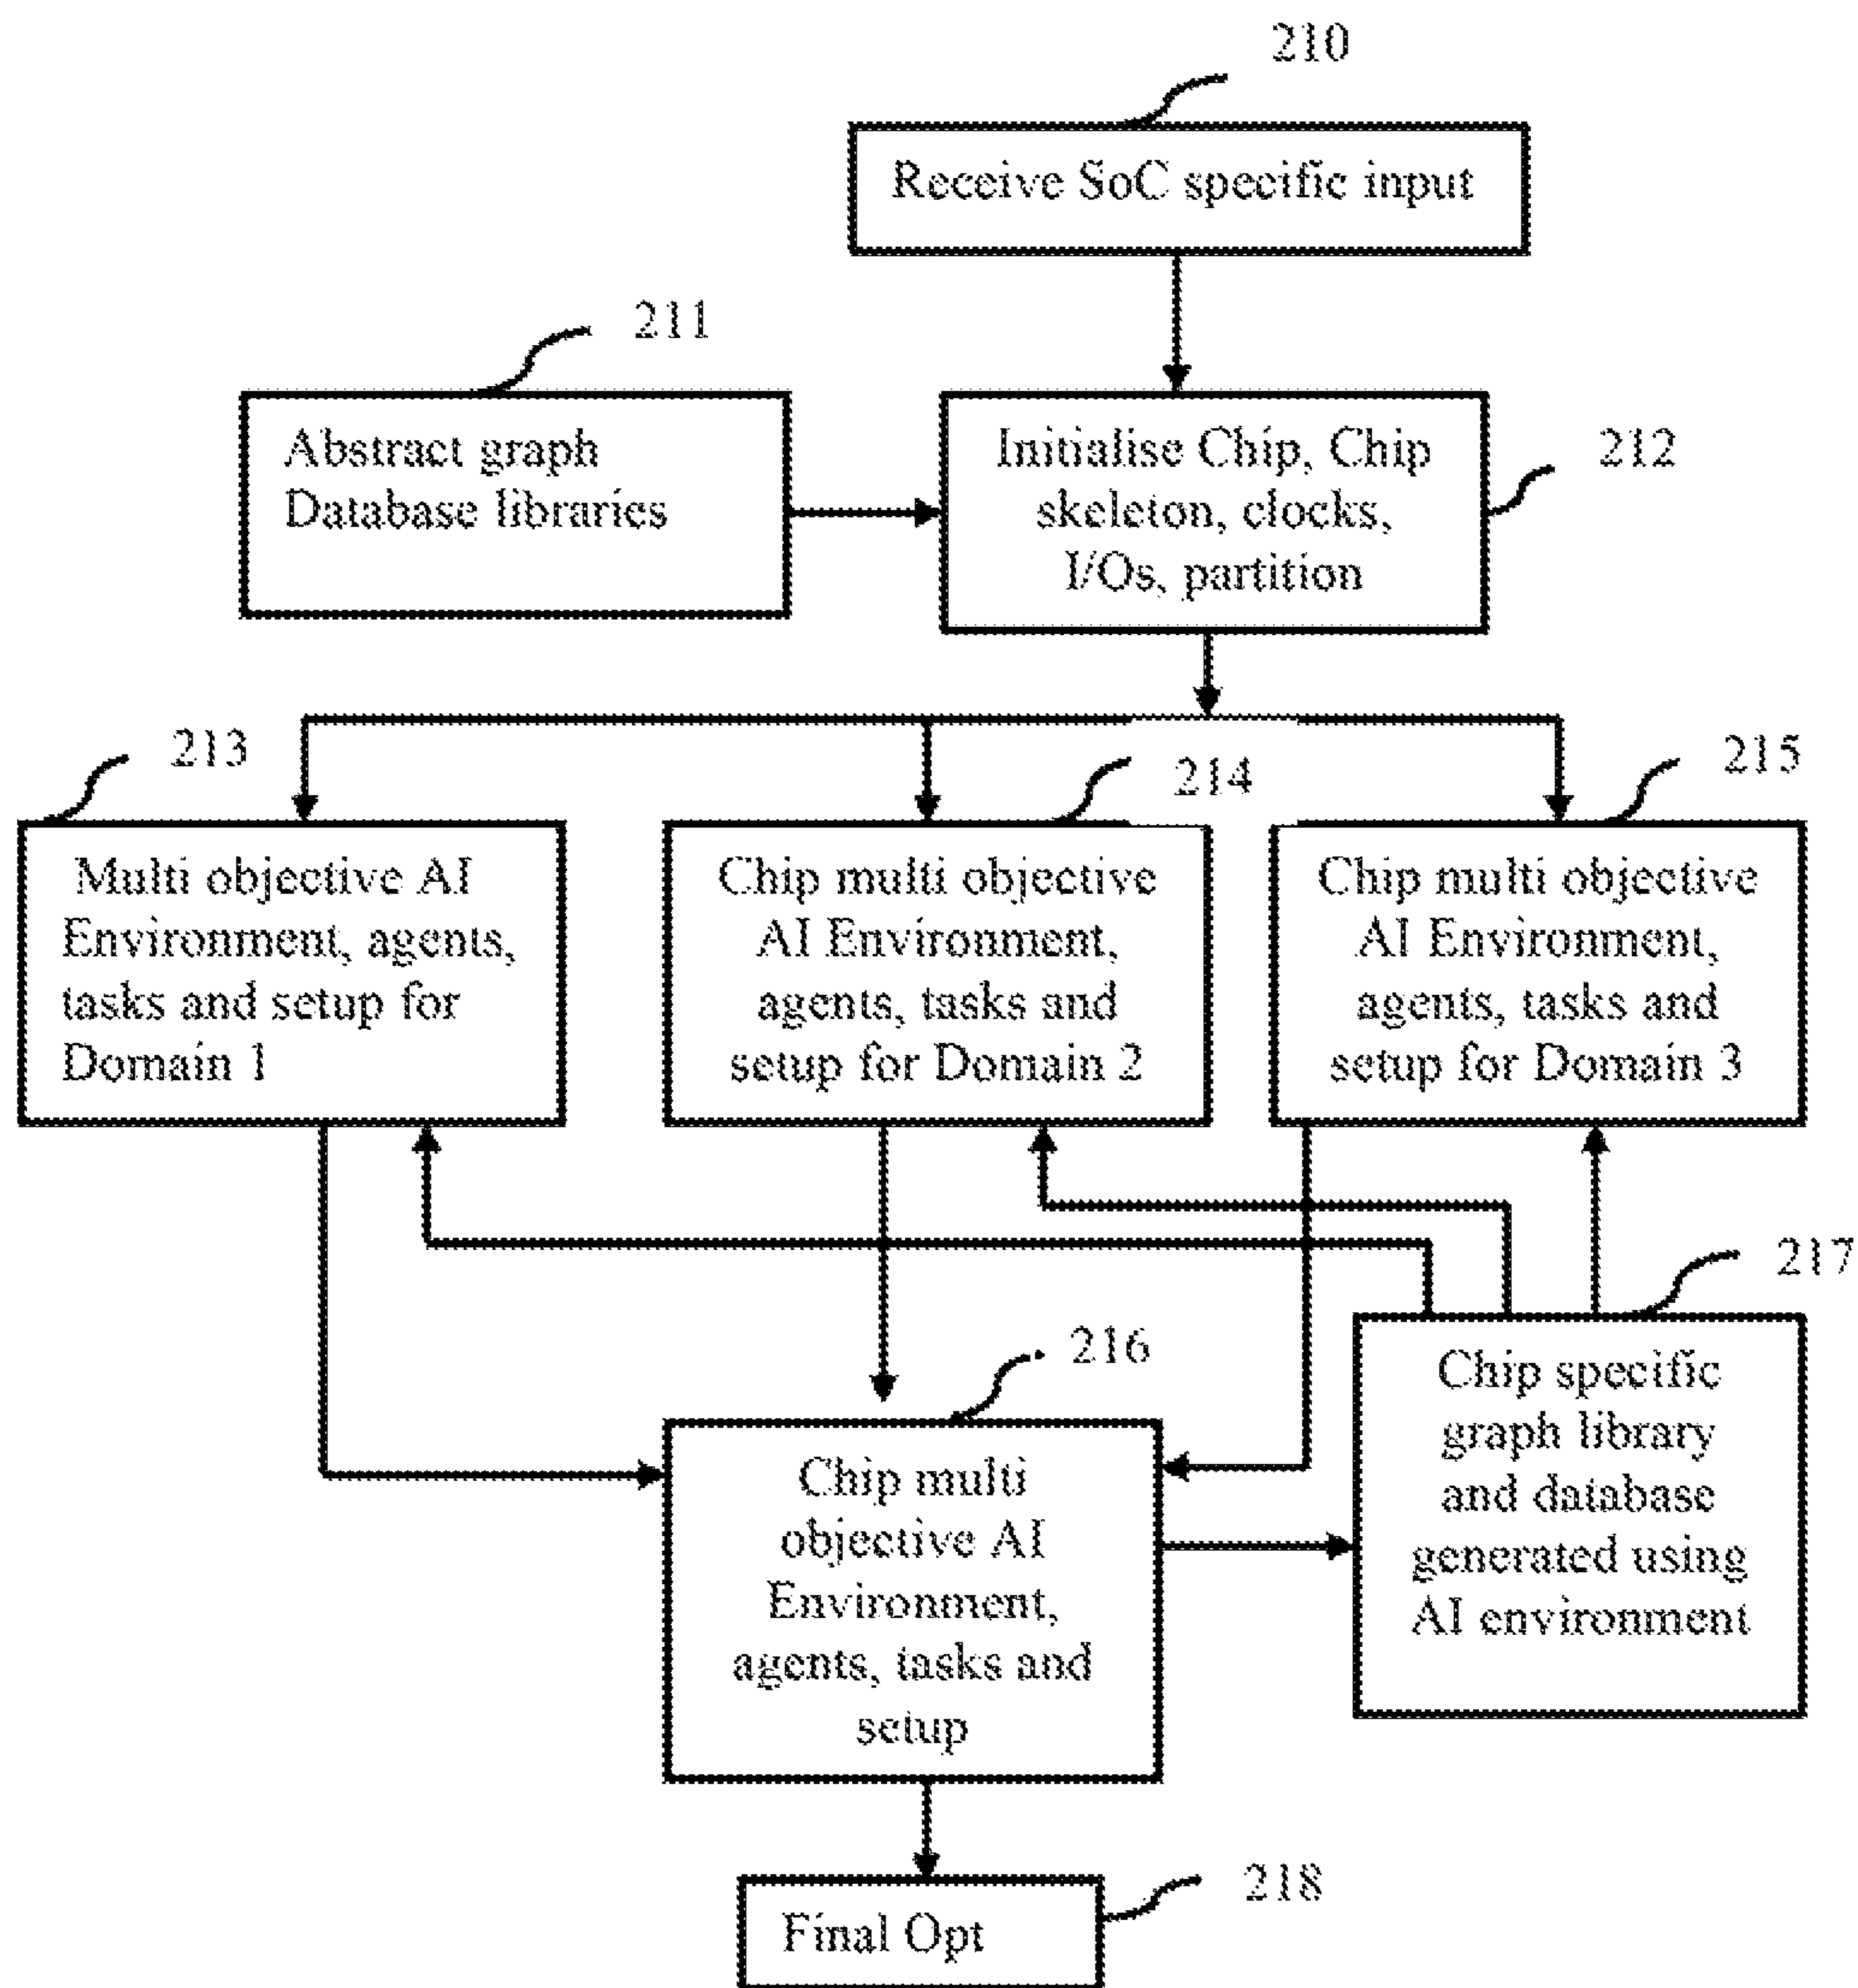 210
Receive SoC specific input
211
Abstract graph
Database libraries
Initialise Chip, Chip
skeleton, clocks,
I/Os, partition
212
213
Multi objective AI
Environment, agents,
tasks and setup for
Domain 1
214
Chip multi objective
AI Environment,
agents, tasks and
setup for Domain 2
215
Chip multi objective
AI Environment,
agents, tasks and
setup for Domain 3
216
Chip multi
objective AI
Environment,
agents, tasks and
setup
217
Chip specific
graph library
and database
generated using
AI environment
218
Final Opt